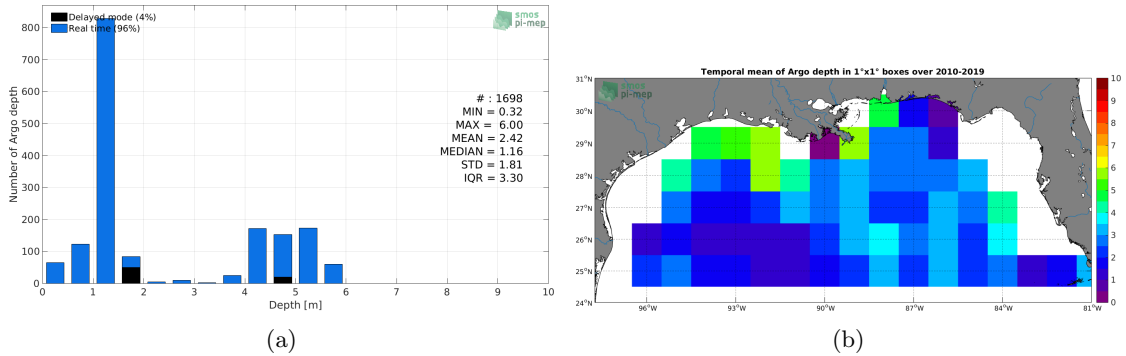 Delayed mode (4%)
Real time (96%)
smos
pi-mep
Number of Argo depth
800
700
600
500
400
300
200
100
0
# : 1698
MIN = 0.32
MAX = 6.00
MEAN = 2.42
MEDIAN = 1.16
STD = 1.81
IQR = 3.30
0 1 2 3 4 5 6 7 8 9 10
Depth [m]
(a)
Temporal mean of Argo depth in 1°x1° boxes over 2010-2019
smos
pi-mep
31°N
30°N
29°N
28°N
27°N
26°N
25°N
24°N
96°W 93°W 90°W 87°W 84°W 81°W
10
9
8
7
6
5
4
3
2
1
0
(b)